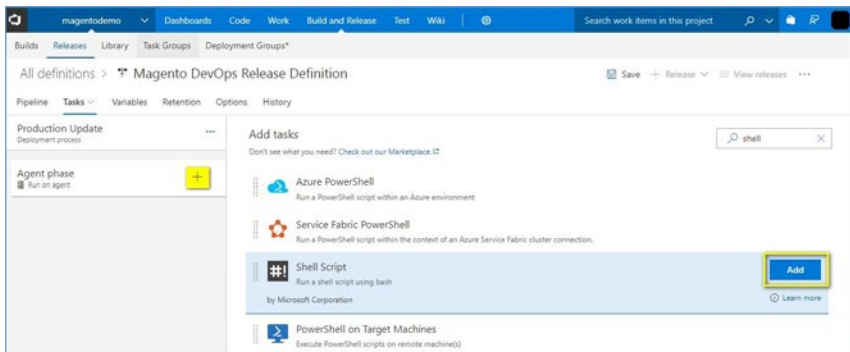 magentodemo Dashboards Code Work Build and Release Test Wiki Search work items in this project
Builds Releases Library Task Groups Deployment Groups*
All definitions > Magento DevOps Release Definition Save + Release View releases ...
Pipeline Tasks Variables Retention Options History
Production Update ...
Deployment process
Agent phase +
Run on agent
Add tasks
shell
Don't see what you need? Check out our Marketplace.
Azure PowerShell
Run a PowerShell script within an Azure environment
Service Fabric PowerShell
Run a PowerShell script within the context of an Azure Service Fabric cluster connection.
#! Shell Script
Run a shell script using bash
Add
by Microsoft Corporation
Learn more
PowerShell on Target Machines
Execute PowerShell scripts on remote machine(s)